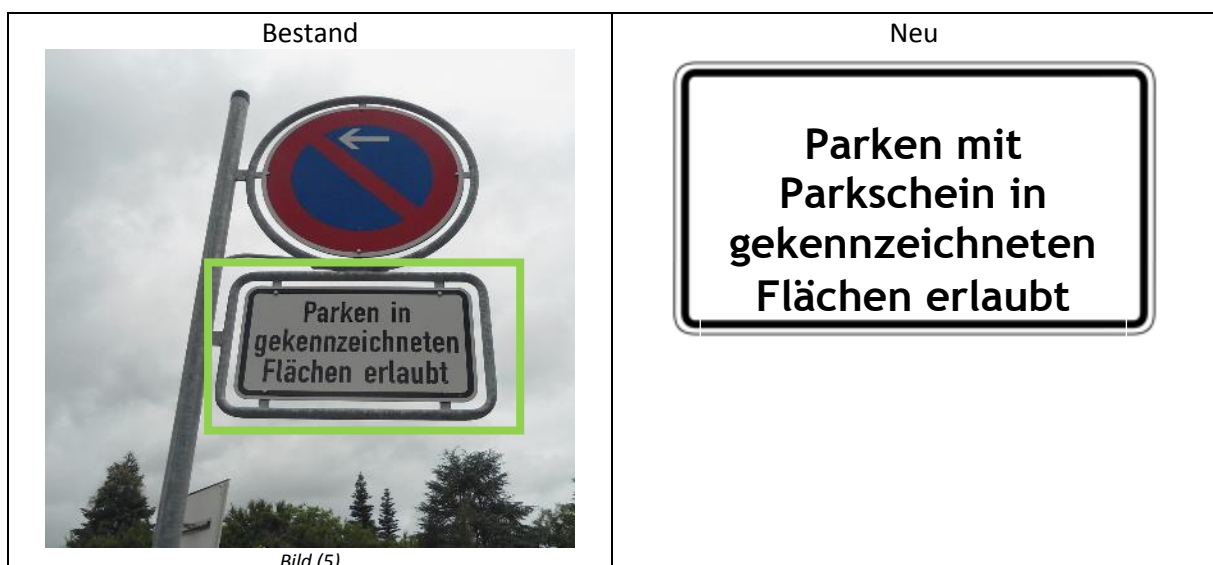 Bestand
Neu
Parken in
gekennzeichneten
Flächen erlaubt
Bild (5)
Parken mit
Parkschein in
gekennzeichneten
Flächen erlaubt